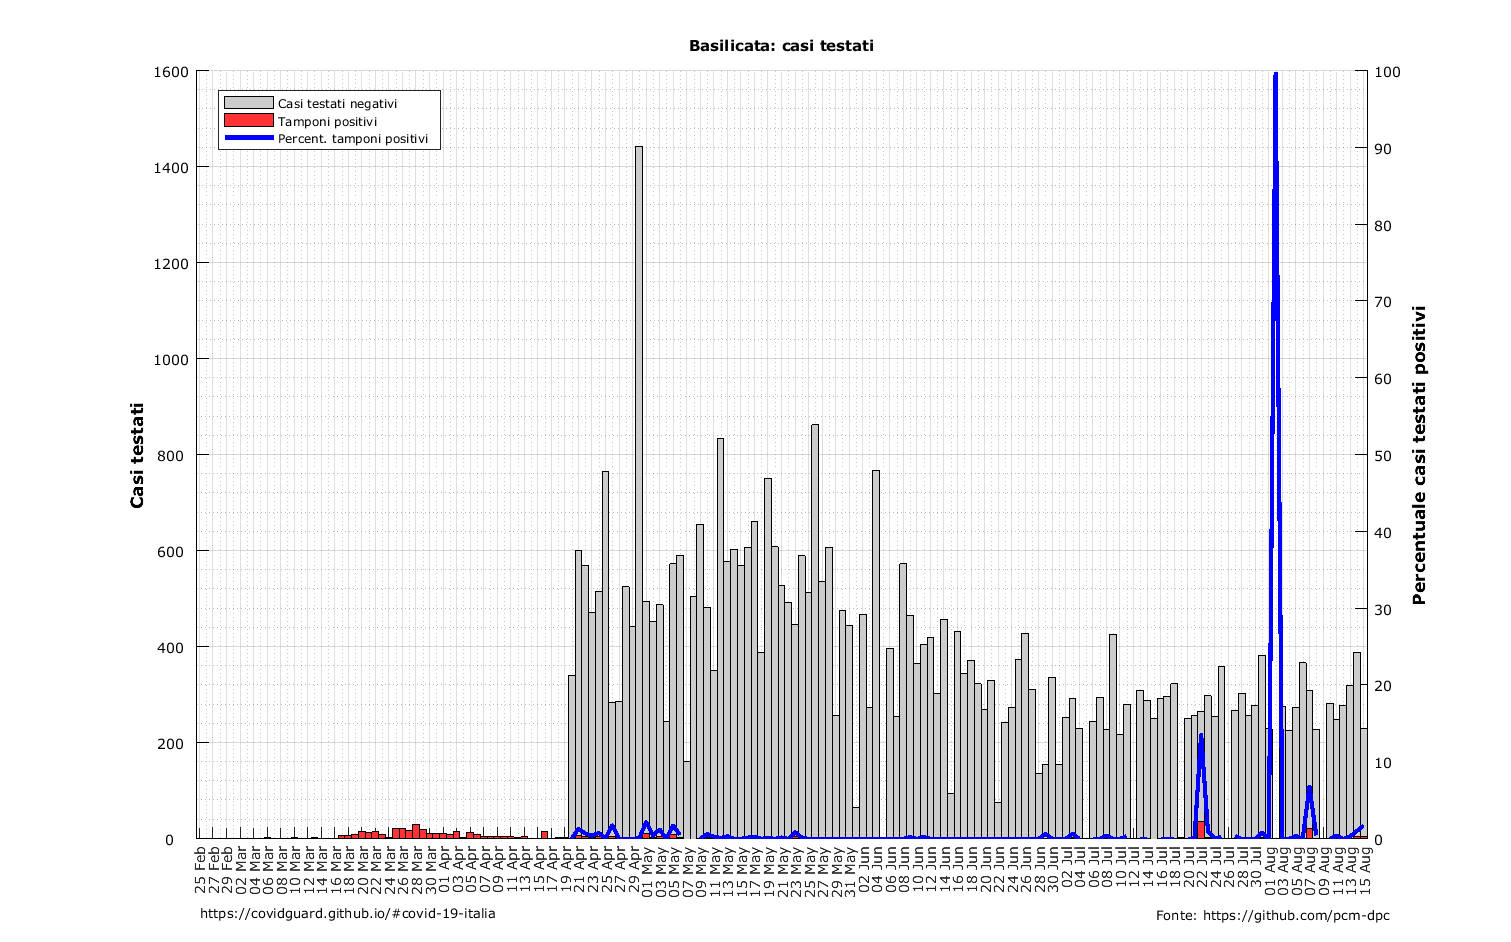 Basilicata: casi testati
Casi testati negativi
Tamponi positivi
Percent. tamponi positivi
Casi testati
1600
1400
1200
1000
800
600
400
200
0
Percentuale casi testati positivi
100
90
80
70
60
50
40
30
20
10
0
25 Feb
27 Feb
29 Feb
02 Mar
04 Mar
06 Mar
08 Mar
10 Mar
12 Mar
14 Mar
16 Mar
18 Mar
20 Mar
22 Mar
24 Mar
26 Mar
28 Mar
30 Mar
01 Apr
03 Apr
05 Apr
07 Apr
09 Apr
11 Apr
13 Apr
15 Apr
17 Apr
19 Apr
21 Apr
23 Apr
25 Apr
27 Apr
29 Apr
01 May
03 May
05 May
07 May
09 May
11 May
13 May
15 May
17 May
19 May
21 May
23 May
25 May
27 May
29 May
31 May
02 Jun
04 Jun
06 Jun
08 Jun
10 Jun
12 Jun
14 Jun
16 Jun
18 Jun
20 Jun
22 Jun
24 Jun
26 Jun
28 Jun
30 Jun
02 Jul
04 Jul
06 Jul
08 Jul
10 Jul
12 Jul
14 Jul
16 Jul
18 Jul
20 Jul
22 Jul
24 Jul
26 Jul
28 Jul
30 Jul
01 Aug
03 Aug
05 Aug
07 Aug
09 Aug
11 Aug
13 Aug
15 Aug
https://covidguard.github.io/#covid-19-italia
Fonte: https://github.com/pcm-dpc